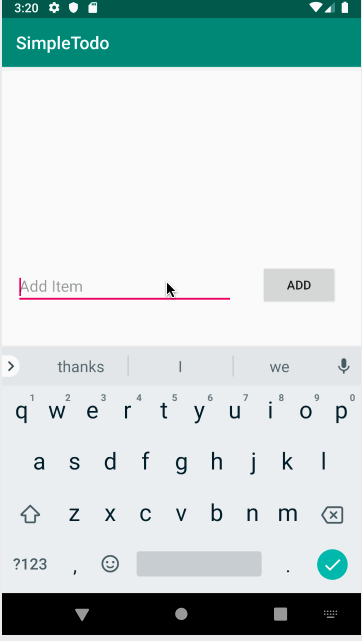 3:20
SimpleTodo
Add Item
ADD
thanks I we
1 2 3 4 5 6 7 8 9 0
q w e r t y u i o p
a s d f g h j k l
z x c v b n m
?123 , .